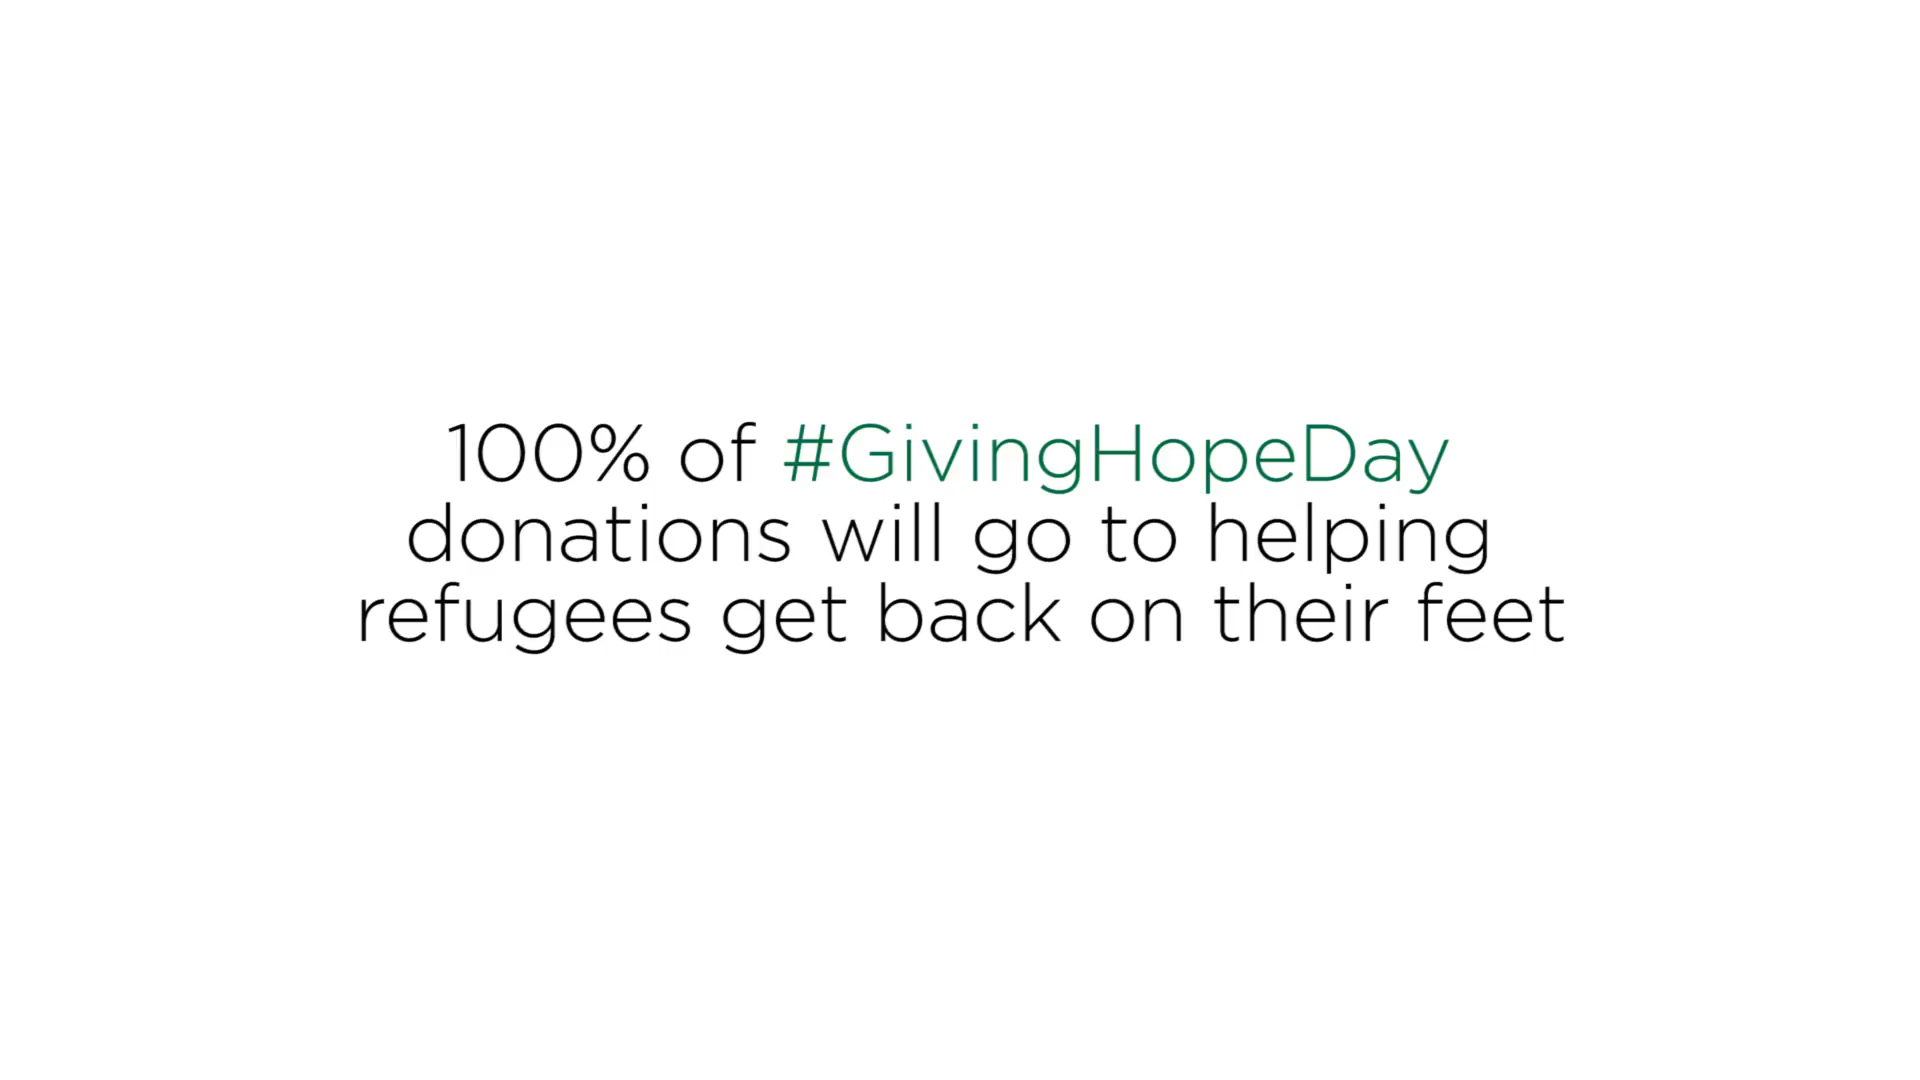 100% of #GivingHopeDay
donations will go to helping
refugees get back on their feet